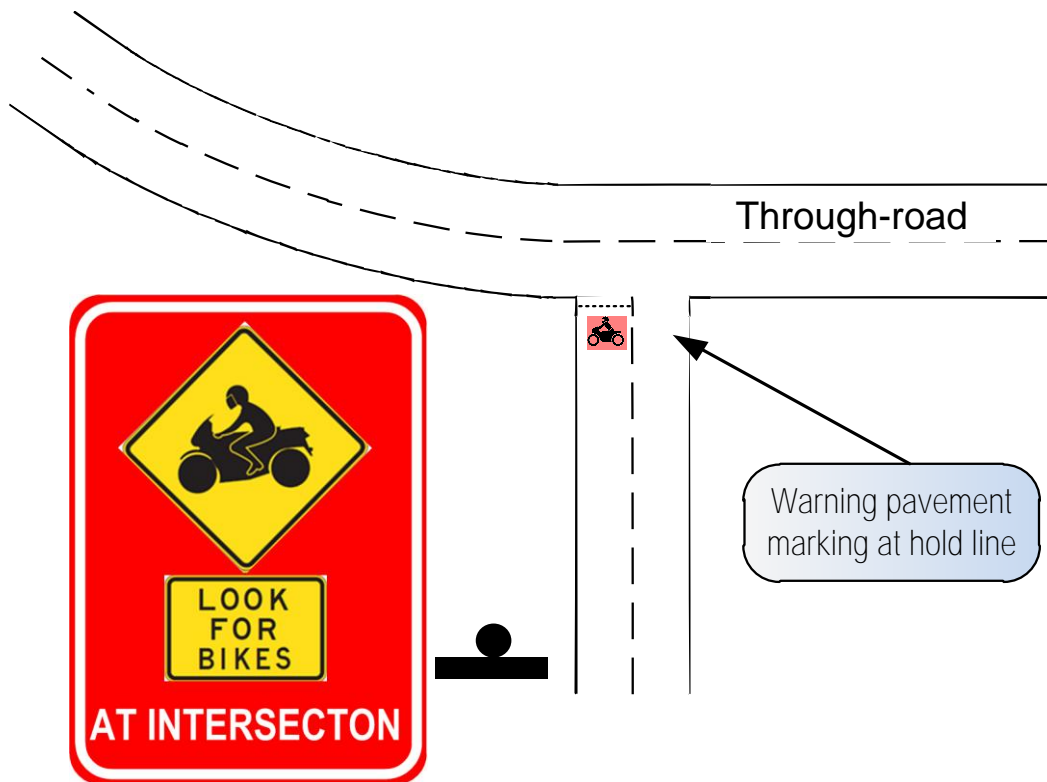 Through-road
Warning pavement
marking at hold line
LOOK
FOR
BIKES
AT INTERSECTON